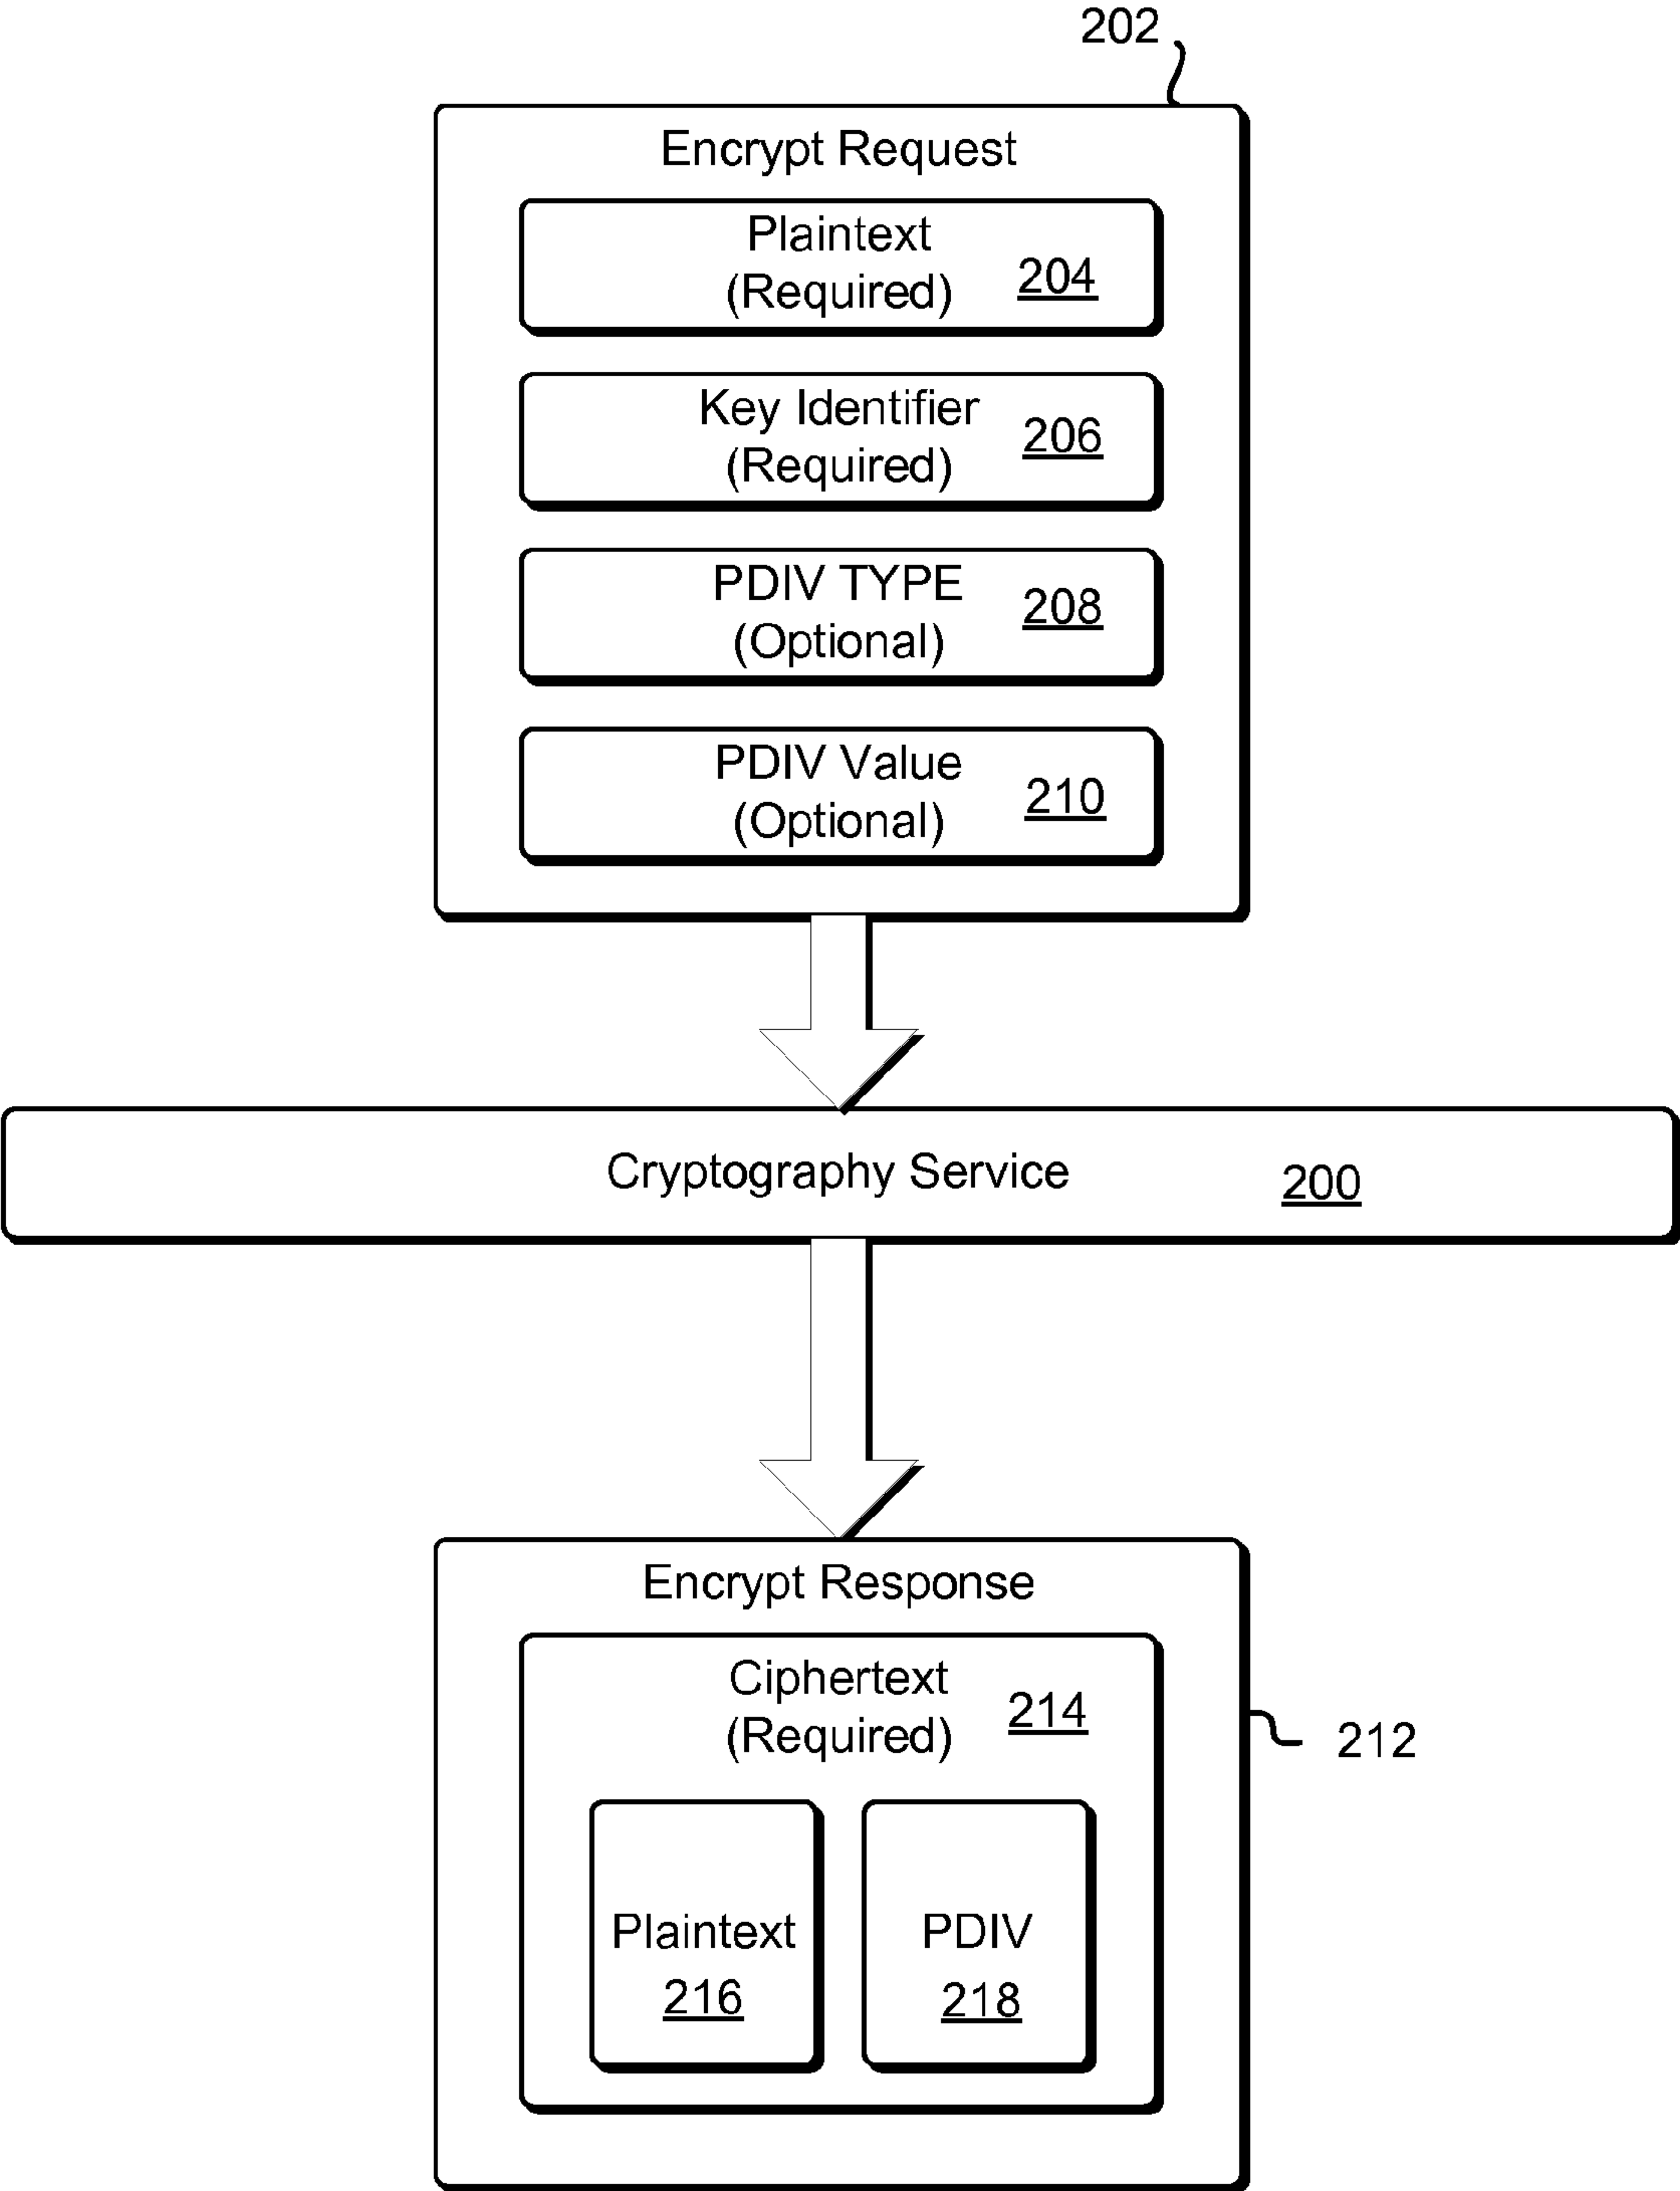 202
Encrypt Request
Plaintext
(Required)
204
Key Identifier
(Required)
206
PDIV TYPE
(Optional)
208
PDIV Value
(Optional)
210
Cryptography Service
200
Encrypt Response
Ciphertext
(Required)
214
212
Plaintext
216
PDIV
218